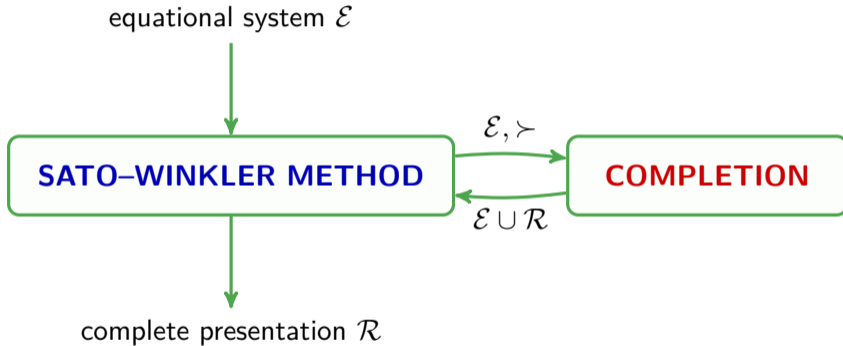 equational system ℰ
ℰ, ≻
SATO–WINKLER METHOD
COMPLETION
ℰ ∪ ℛ
complete presentation ℛ